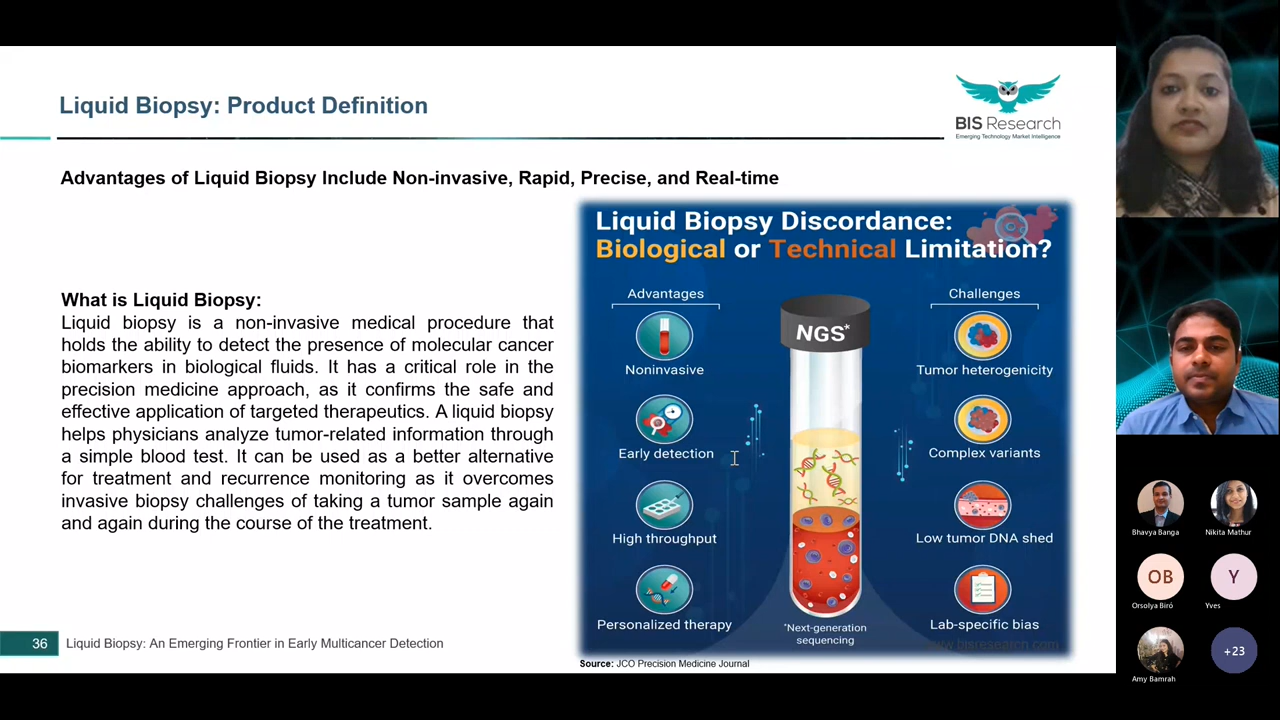 Liquid Biopsy: Product Definition
BIS Research
Emerging Technology Market Intelligence
Advantages of Liquid Biopsy Include Non-invasive, Rapid, Precise, and Real-time
What is Liquid Biopsy:
Liquid biopsy is a non-invasive medical procedure that
holds the ability to detect the presence of molecular cancer
biomarkers in biological fluids. It has a critical role in the
precision medicine approach, as it confirms the safe and
effective application of targeted therapeutics. A liquid biopsy
helps physicians analyze tumor-related information through
a simple blood test. It can be used as a better alternative
for treatment and recurrence monitoring as it overcomes
invasive biopsy challenges of taking a tumor sample again
and again during the course of the treatment.
Liquid Biopsy Discordance:
Biological or Technical Limitation?
Advantages
Noninvasive
Early detection
High throughput
Personalized therapy
NGS*
*Next-generation
sequencing
Challenges
Tumor heterogenicity
Complex variants
Low tumor DNA shed
Lab-specific bias
www.bisresearch.com
Source: JCO Precision Medicine Journal
36
Liquid Biopsy: An Emerging Frontier in Early Multicancer Detection
Bhavya Banga
Nikita Mathur
OB
Orsolya Biró
Y
Yves
Amy Bamrah
+23